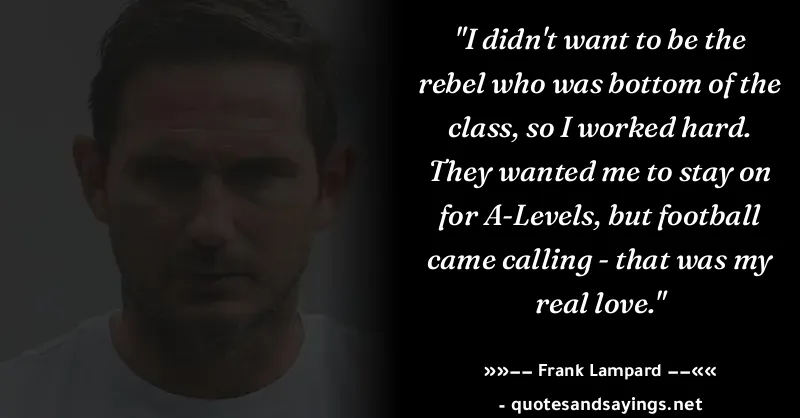 "I didn't want to be the
rebel who was bottom of the
class, so I worked hard.
They wanted me to stay on
for A-Levels, but football
came calling - that was my
real love."
»»–– Frank Lampard ––««
- quotesandsayings.net